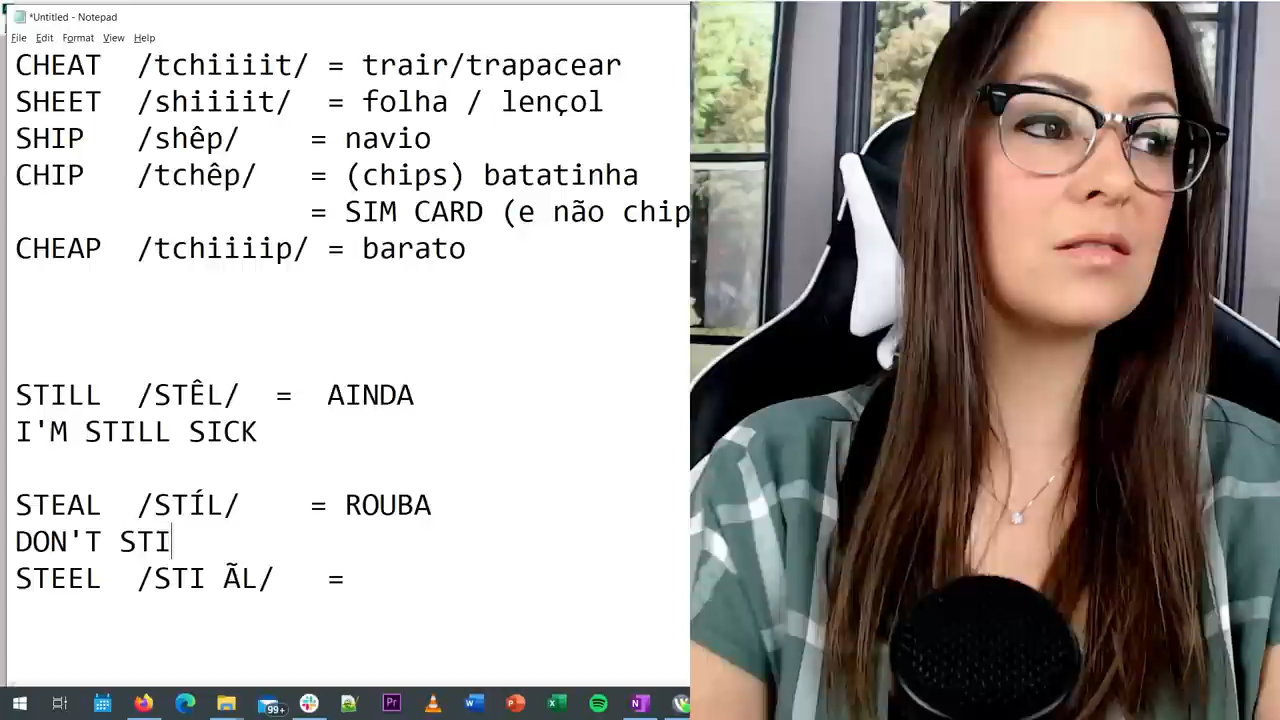 *Untitled - Notepad
File Edit Format View Help
CHEAT /tchiiiit/ = trair/trapacear
SHEET /shiiiit/ = folha / lençol
SHIP /shêp/ = navio
CHIP /tchêp/ = (chips) batatinha
= SIM CARD (e não chip
CHEAP /tchiiiip/ = barato
STILL /STÊL/ = AINDA
I'M STILL SICK
STEAL /STÍL/ = ROUBA
DON'T STI
STEEL /STI ÃL/ =
99+